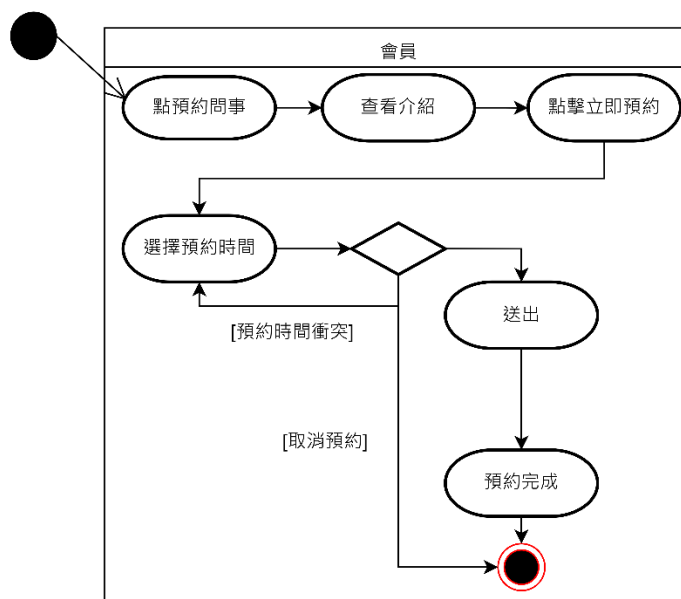 會員
點預約問事
查看介紹
點擊立即預約
選擇預約時間
送出
[預約時間衝突]
[取消預約]
預約完成